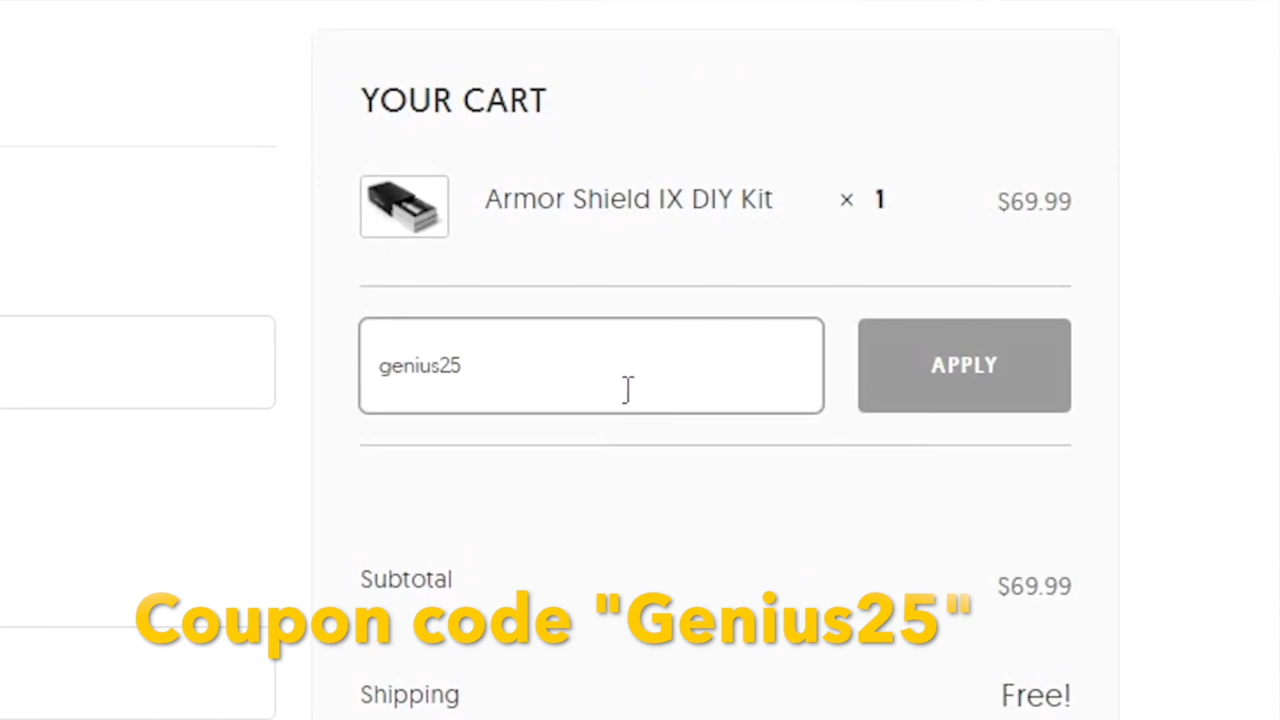 YOUR CART
Armor Shield IX DIY Kit × 1 $69.99
genius25 APPLY
Subtotal $69.99
Coupon code "Genius25"
Shipping Free!